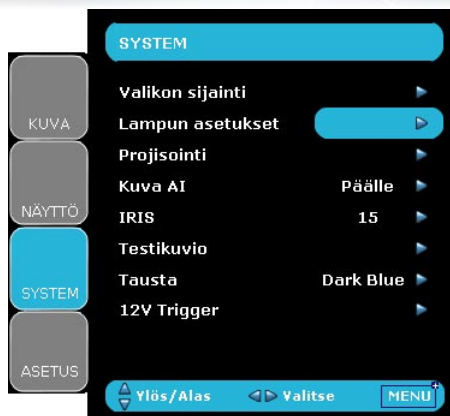 SYSTEM
KUVA
NÄYTTÖ
SYSTEM
ASETUS
Valikon sijainti
Lampun asetukset
Projisointi
Kuva AI Päälle
IRIS 15
Testikuvio
Tausta Dark Blue
12V Trigger
Ylös/Alas Valitse MENU